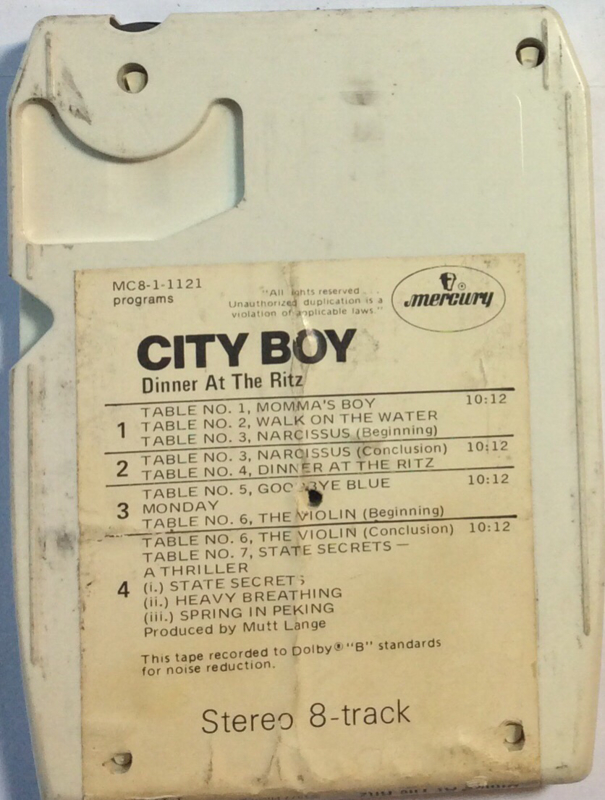 MC8-1-1121
programs
"All rights reserved...
Unauthorized duplication is a
violation of applicable laws."
mercury
CITY BOY
Dinner At The Ritz
1 TABLE NO. 1, MOMMA'S BOY 10:12
TABLE NO. 2, WALK ON THE WATER
TABLE NO. 3, NARCISSUS (Beginning)
2 TABLE NO. 3, NARCISSUS (Conclusion) 10:12
TABLE NO. 4, DINNER AT THE RITZ
3 TABLE NO. 5, GOODBYE BLUE 10:12
MONDAY
TABLE NO. 6, THE VIOLIN (Beginning)
4 TABLE NO. 6, THE VIOLIN (Conclusion) 10:12
TABLE NO. 7, STATE SECRETS —
A THRILLER
(i.) STATE SECRETS
(ii.) HEAVY BREATHING
(iii.) SPRING IN PEKING
Produced by Mutt Lange
This tape recorded to Dolby® "B" standards
for noise reduction.
Stereo 8-track